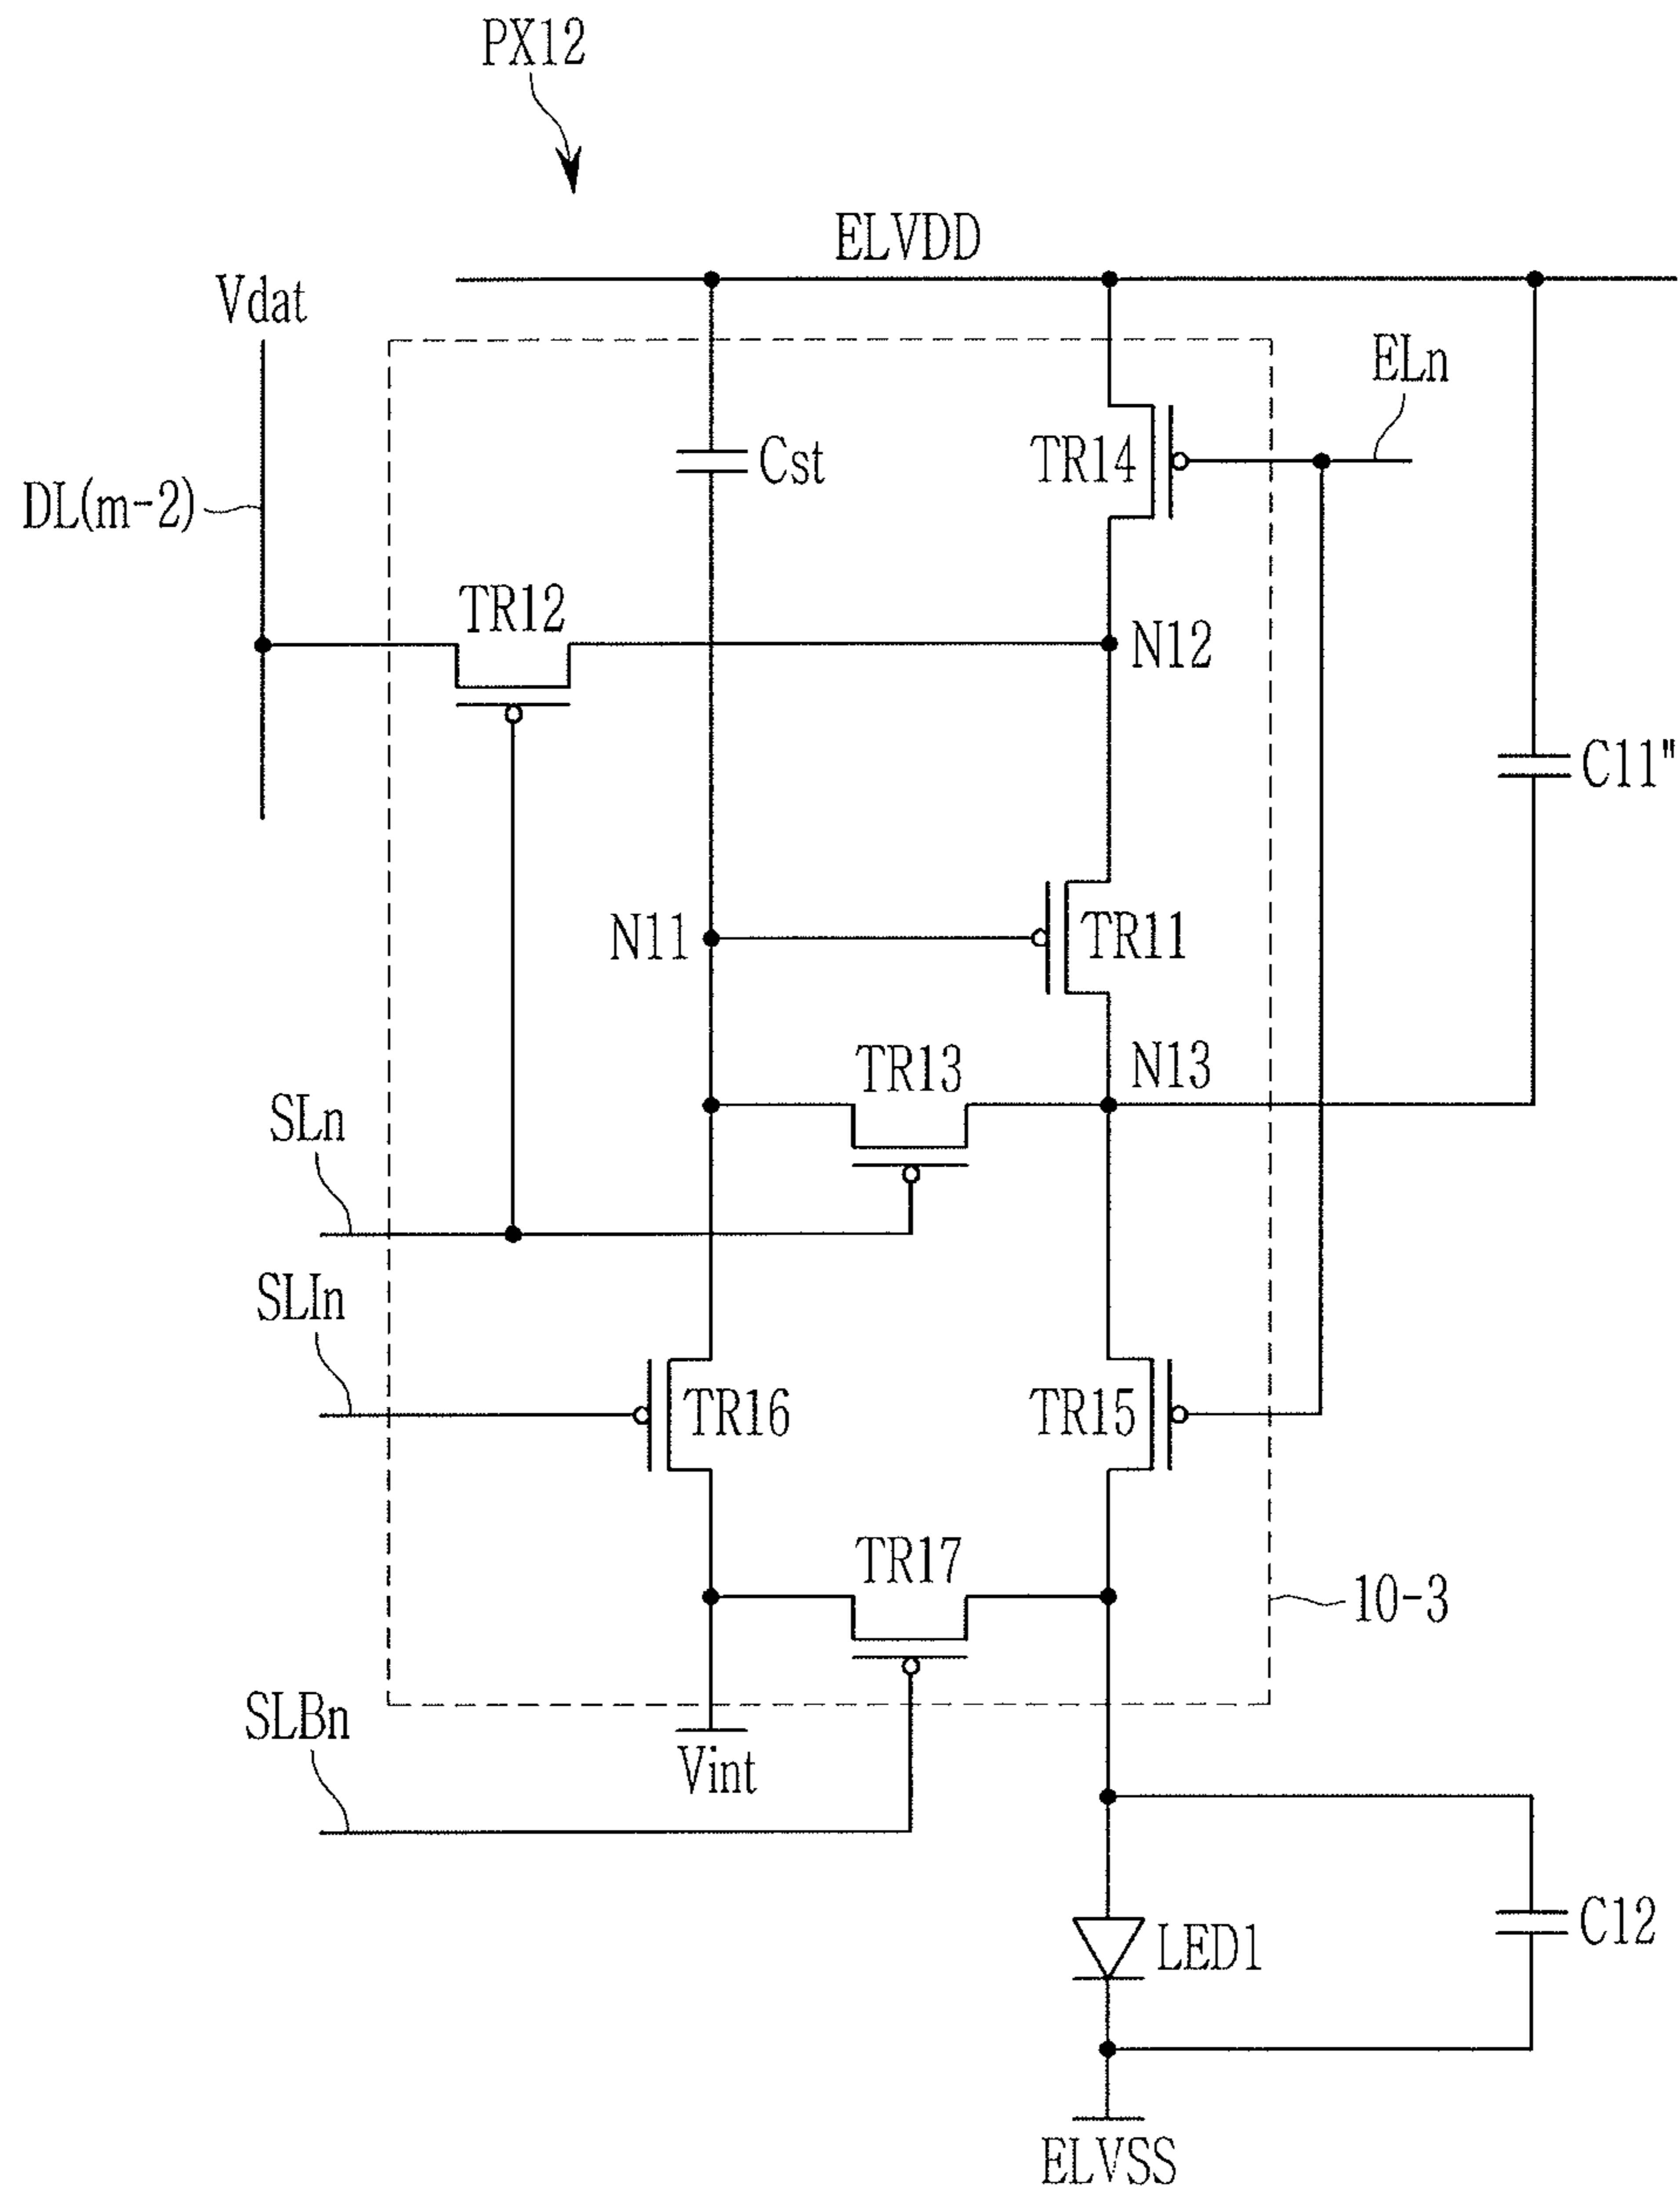 PX12
ELVDD
Vdat
ELn
Cst
TR14
DL(m-2)
TR12
N12
C11"
N11
TR11
TR13
N13
SLn
SLIn
TR16
TR15
TR17
10-3
SLBn
Vint
LED1
C12
ELVSS